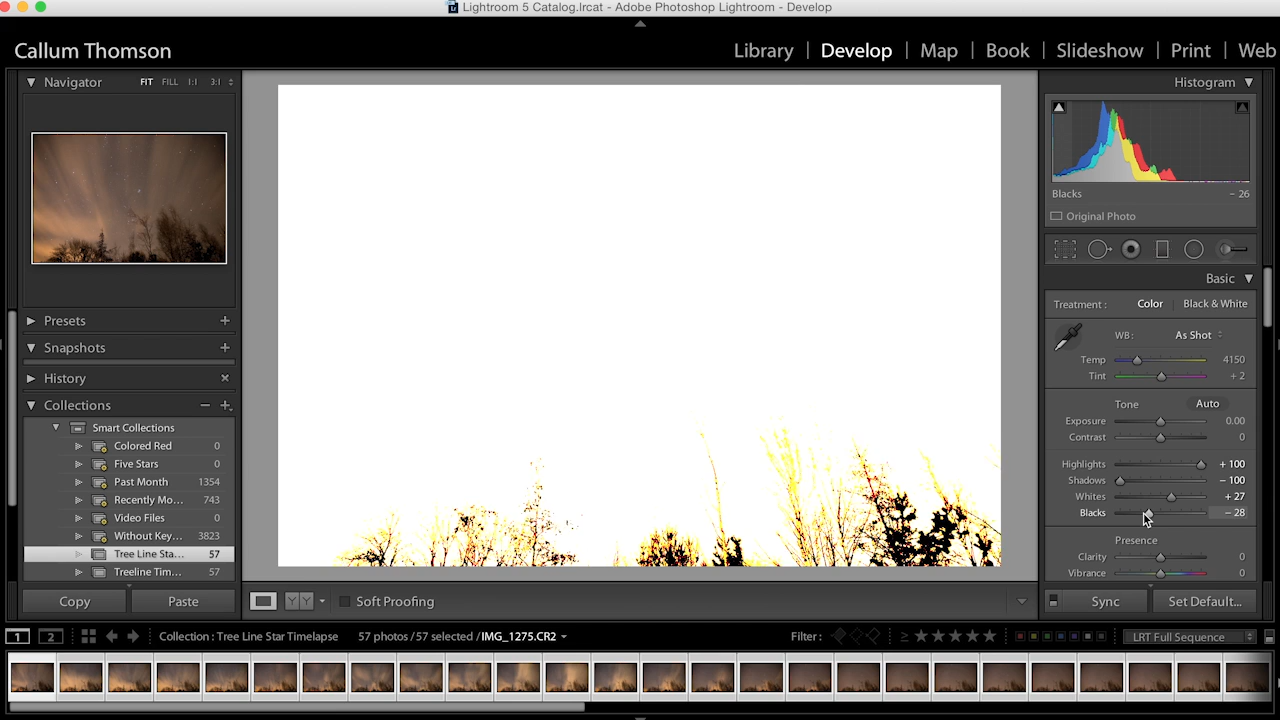 Lightroom 5 Catalog.lrcat - Adobe Photoshop Lightroom - Develop
Callum Thomson
Library | Develop | Map | Book | Slideshow | Print | Web
Navigator FIT FILL 1:1 3:1
Presets
Snapshots
History
Collections
Smart Collections
Colored Red 0
Five Stars 0
Past Month 1354
Recently Mo... 743
Video Files 0
Without Key... 3823
Tree Line Sta... 57
Treeline Tim... 57
Copy Paste
Y Y Soft Proofing
Histogram
Blacks - 26
Original Photo
Basic
Treatment : Color Black & White
WB : As Shot
Temp 4150
Tint + 2
Tone Auto
Exposure 0.00
Contrast 0
Highlights + 100
Shadows - 100
Whites + 27
Blacks - 28
Presence
Clarity 0
Vibrance 0
Sync Set Default...
1 2 Collection : Tree Line Star Timelapse 57 photos / 57 selected / IMG_1275.CR2 Filter : ≥ ★★★★★ LRT Full Sequence